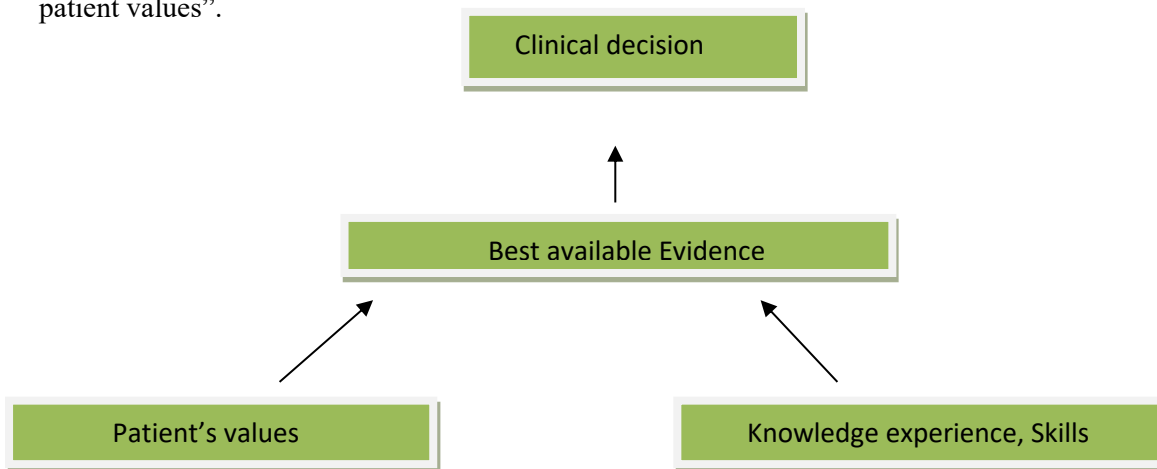 patient values”.
Clinical decision
Best available Evidence
Patient’s values
Knowledge experience, Skills